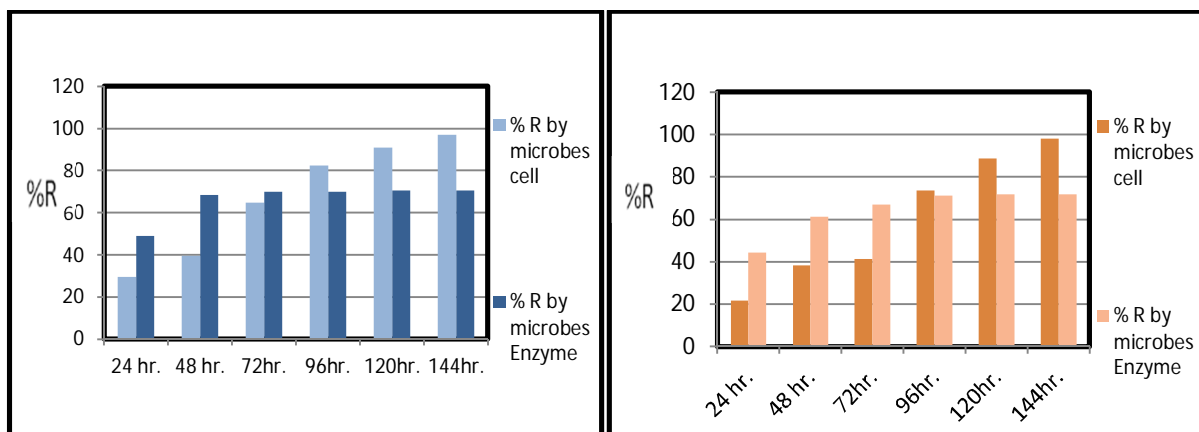 120
100
80
60
40
20
0
%R
24 hr.
48 hr.
72hr.
96hr.
120hr.
144hr.
% R by
microbes
cell
% R by
microbes
Enzyme
120
100
80
60
40
20
0
%R
24 hr.
48 hr.
72hr.
96hr.
120hr.
144hr.
% R by
microbes
cell
% R by
microbes
Enzyme